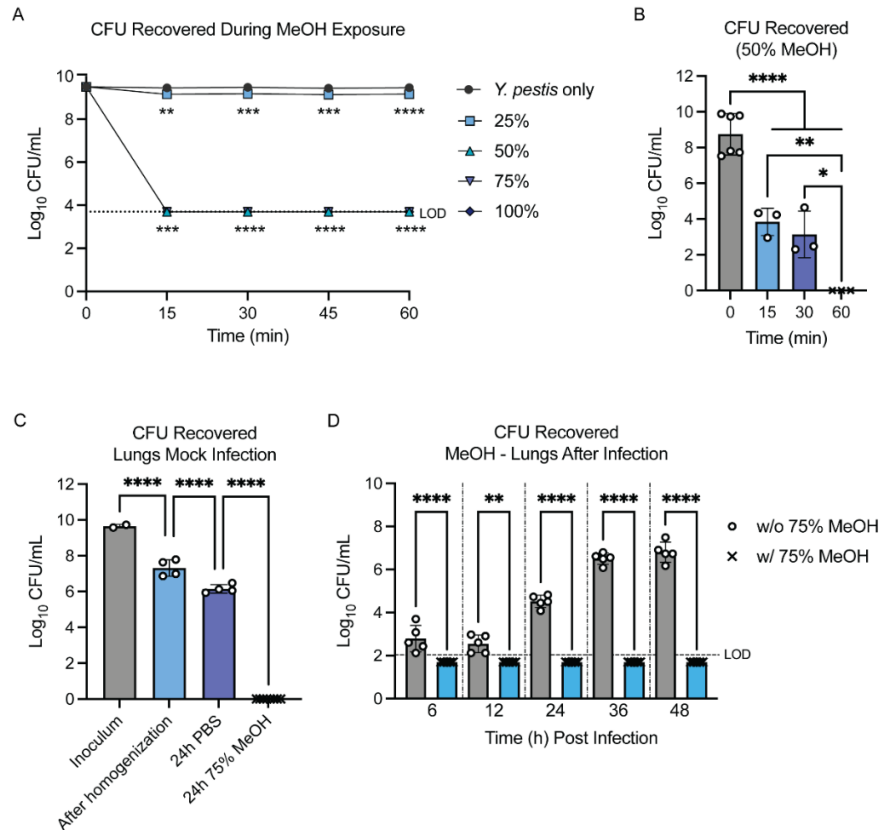 A
CFU Recovered During MeOH Exposure
Log10 CFU/mL
10
8
6
4
2
0
** *** *** ****
*** **** **** ****
LOD
0 15 30 45 60
Time (min)
Y. pestis only
25%
50%
75%
100%
B
CFU Recovered
(50% MeOH)
Log10 CFU/mL
12
10
8
6
4
2
0
****
**
*
0 15 30 60
Time (min)
C
CFU Recovered
Lungs Mock Infection
Log10 CFU/mL
12
10
8
6
4
2
0
**** **** ****
Inoculum
After homogenization
24h PBS
24h 75% MeOH
D
CFU Recovered
MeOH - Lungs After Infection
Log10 CFU/mL
10
8
6
4
2
0
**** ** **** **** ****
LOD
6 12 24 36 48
Time (h) Post Infection
w/o 75% MeOH
w/ 75% MeOH